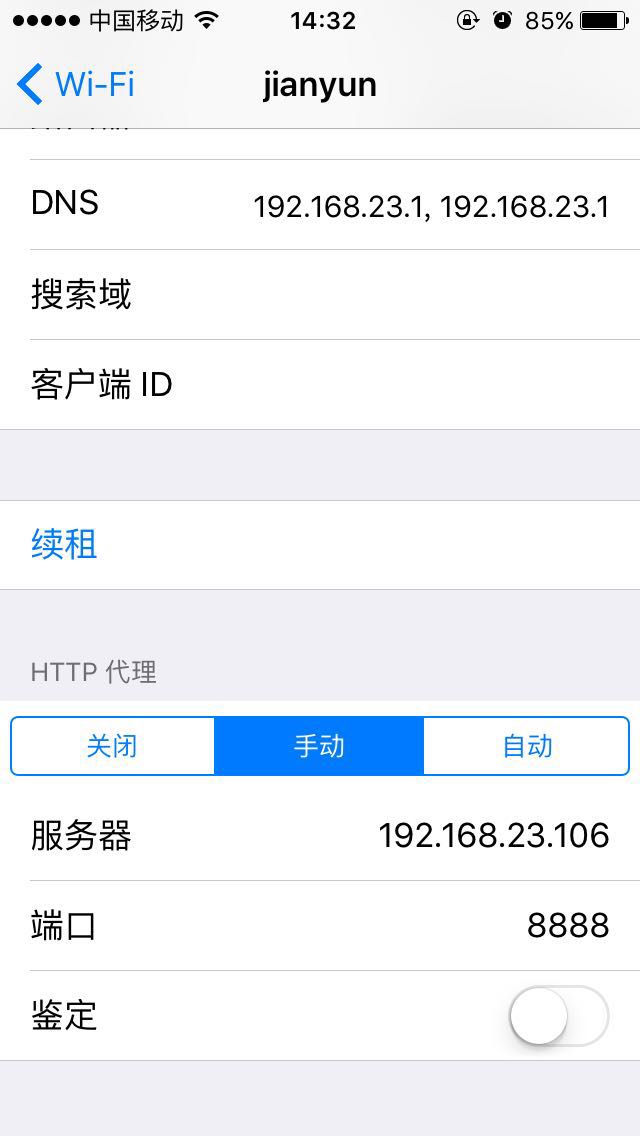 中国移动 14:32 85%
Wi-Fi jianyun
DNS 192.168.23.1, 192.168.23.1
搜索域
客户端 ID
续租
HTTP 代理
关闭 手动 自动
服务器 192.168.23.106
端口 8888
鉴定